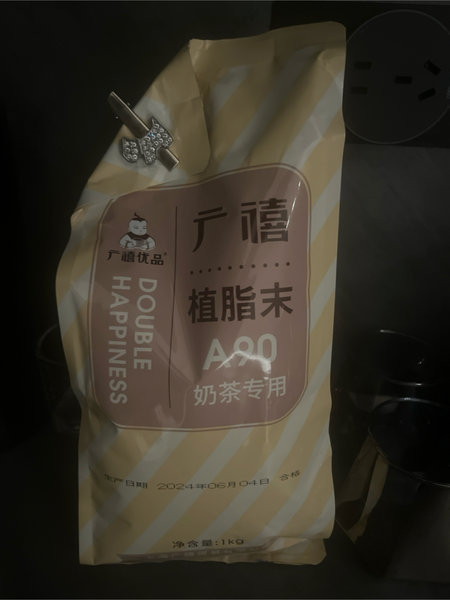 广禧优品
DOUBLE
HAPPINESS
广禧
植脂末
A90
奶茶专用
生产日期 2024年06月04日 合格
净含量:1kg